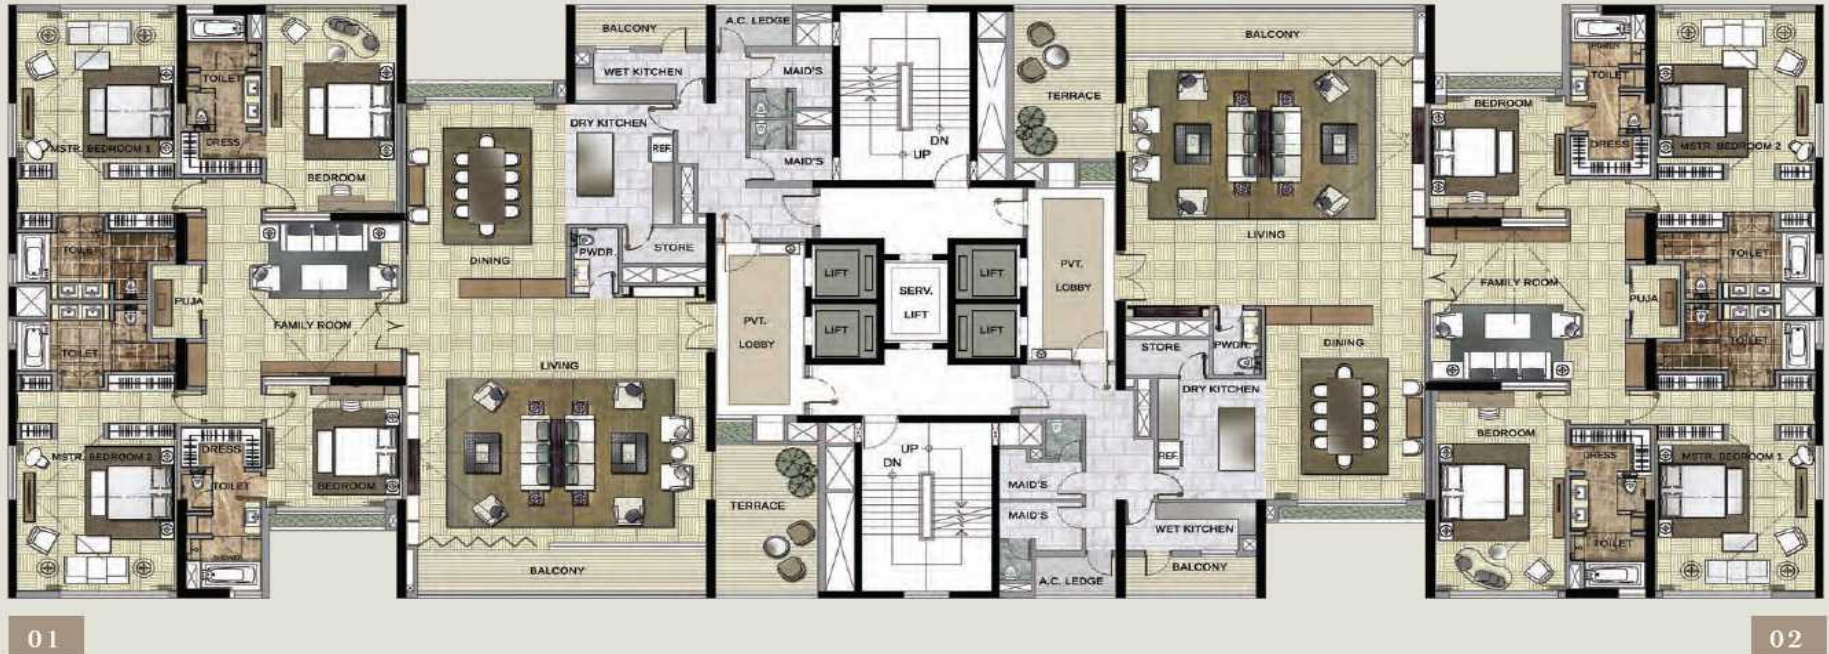 BALCONY
A.C. LEDGE
WET KITCHEN
MAID'S
TOILET
DRESS
MSTR. BEDROOM 1
BEDROOM
DRY KITCHEN
REF.
MAID'S
DN
UP
TERRACE
BALCONY
BEDROOM
TOILET
DRESS
MSTR. BEDROOM 2
TOILET
PUJA
FAMILY ROOM
TOILET
DINING
PWDR.
STORE
PVT.
LOBBY
LIFT
LIFT
SERV.
LIFT
LIFT
LIFT
PVT.
LOBBY
LIVING
FAMILY ROOM
PUJA
TOILET
TOILET
LIVING
STORE
PWDR.
DINING
DRY KITCHEN
REF.
MSTR. BEDROOM 2
DRESS
TOILET
BEDROOM
BALCONY
TERRACE
UP
DN
MAID'S
MAID'S
A.C. LEDGE
WET KITCHEN
BALCONY
BEDROOM
DRESS
TOILET
MSTR. BEDROOM 1
01
02